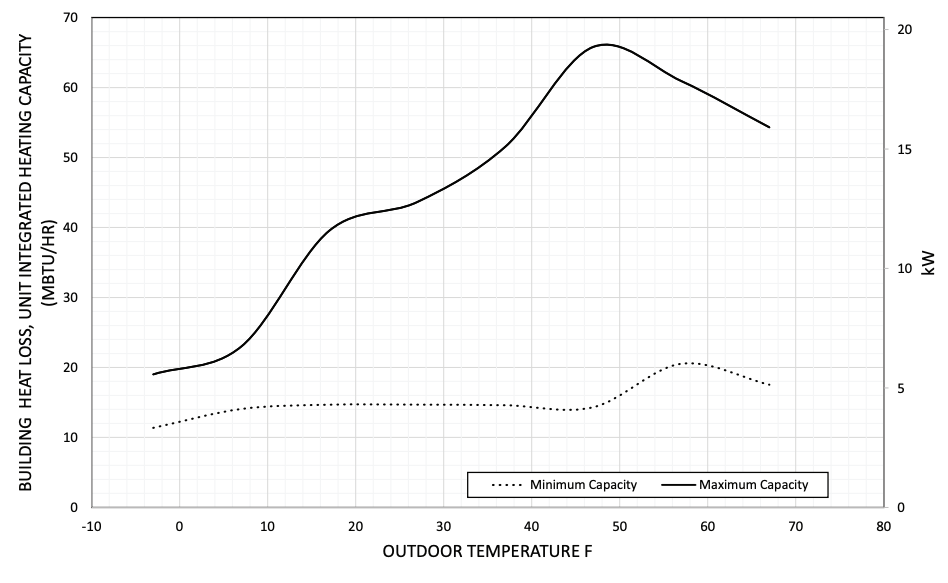 BUILDING  HEAT LOSS, UNIT INTEGRATED HEATING CAPACITY
(MBTU/HR)
70
60
50
40
30
20
10
0
20
15
10
5
0
kW
Minimum Capacity
Maximum Capacity
-10 0 10 20 30 40 50 60 70 80
OUTDOOR TEMPERATURE F